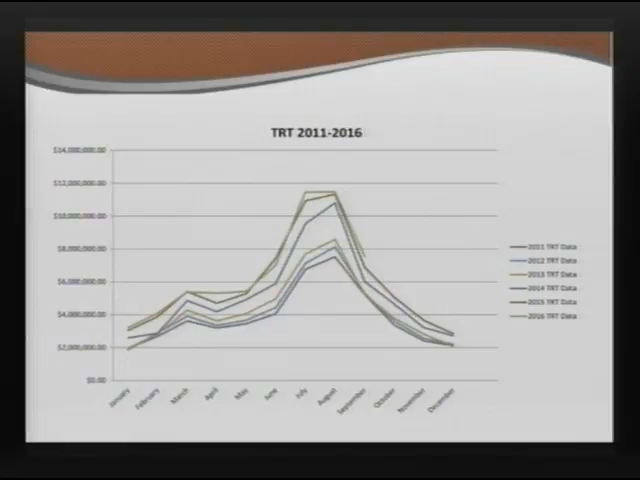 TRT 2011-2016
$14,000,000.00
$12,000,000.00
$10,000,000.00
$8,000,000.00
$6,000,000.00
$4,000,000.00
$2,000,000.00
$0.00
January
February
March
April
May
June
July
August
September
October
November
December
2011 TRT Data
2012 TRT Data
2013 TRT Data
2014 TRT Data
2015 TRT Data
2016 TRT Data